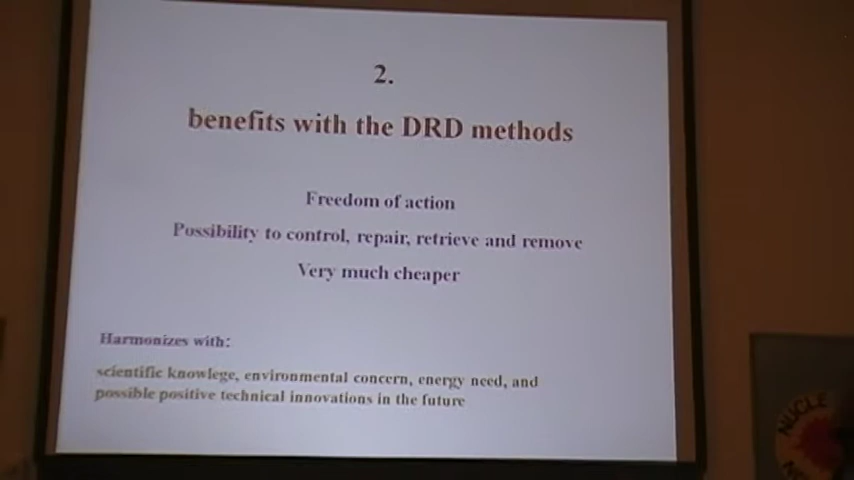 2.
benefits with the DRD methods
Freedom of action
Possibility to control, repair, retrieve and remove
Very much cheaper
Harmonizes with:
scientific knowlege, environmental concern, energy need, and
possible positive technical innovations in the future
NUCLE